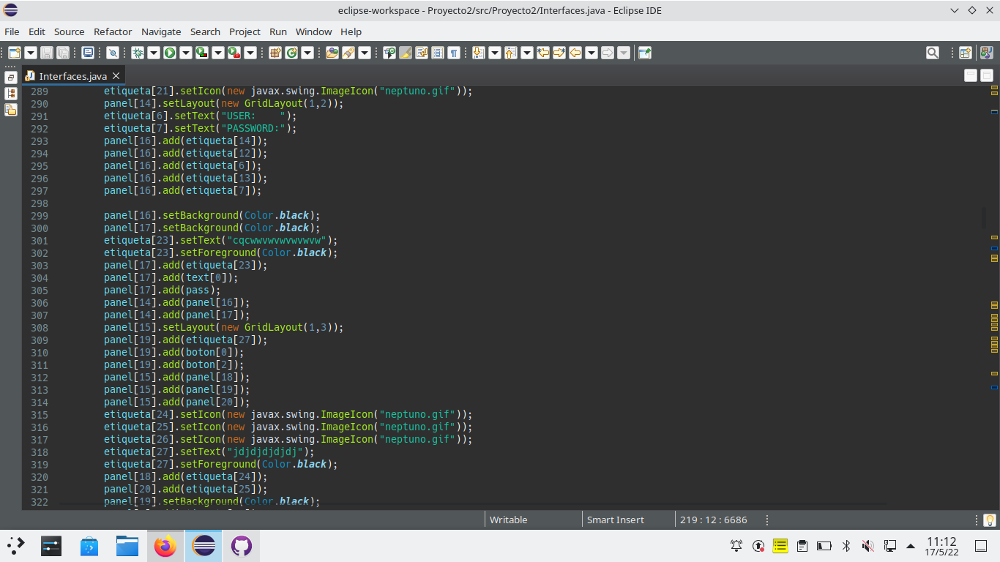 eclipse-workspace - Proyecto2/src/Proyecto2/Interfaces.java - Eclipse IDE
File Edit Source Refactor Navigate Search Project Run Window Help
Interfaces.java
289 etiqueta[21].setIcon(new javax.swing.ImageIcon("neptuno.gif"));
290 panel[14].setLayout(new GridLayout(1,2));
291 etiqueta[6].setText("USER:    ");
292 etiqueta[7].setText("PASSWORD:");
293 panel[16].add(etiqueta[14]);
294 panel[16].add(etiqueta[12]);
295 panel[16].add(etiqueta[6]);
296 panel[16].add(etiqueta[13]);
297 panel[16].add(etiqueta[7]);
298
299 panel[16].setBackground(Color.black);
300 panel[17].setBackground(Color.black);
301 etiqueta[23].setText("cqcwwvwvwvwvwvw");
302 etiqueta[23].setForeground(Color.black);
303 panel[17].add(etiqueta[23]);
304 panel[17].add(text[0]);
305 panel[17].add(pass);
306 panel[14].add(panel[16]);
307 panel[14].add(panel[17]);
308 panel[15].setLayout(new GridLayout(1,3));
309 panel[19].add(etiqueta[27]);
310 panel[19].add(boton[0]);
311 panel[19].add(boton[2]);
312 panel[15].add(panel[18]);
313 panel[15].add(panel[19]);
314 panel[15].add(panel[20]);
315 etiqueta[24].setIcon(new javax.swing.ImageIcon("neptuno.gif"));
316 etiqueta[25].setIcon(new javax.swing.ImageIcon("neptuno.gif"));
317 etiqueta[26].setIcon(new javax.swing.ImageIcon("neptuno.gif"));
318 etiqueta[27].setText("jdjdjdjdjdj");
319 etiqueta[27].setForeground(Color.black);
320 panel[18].add(etiqueta[24]);
321 panel[20].add(etiqueta[25]);
322 panel[19].setBackground(Color.black);
Writable Smart Insert 219 : 12 : 6686
11:12
17/5/22